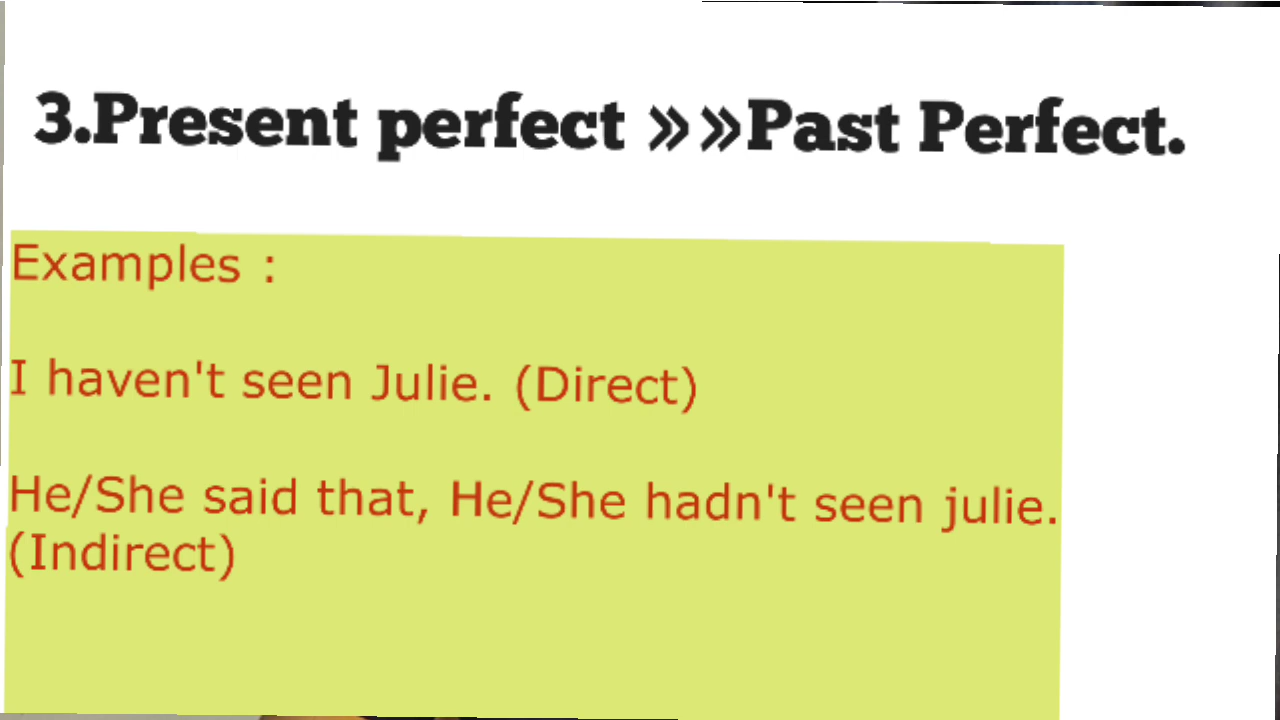 3.Present perfect »»Past Perfect.
Examples :
I haven't seen Julie. (Direct)
He/She said that, He/She hadn't seen julie.
(Indirect)